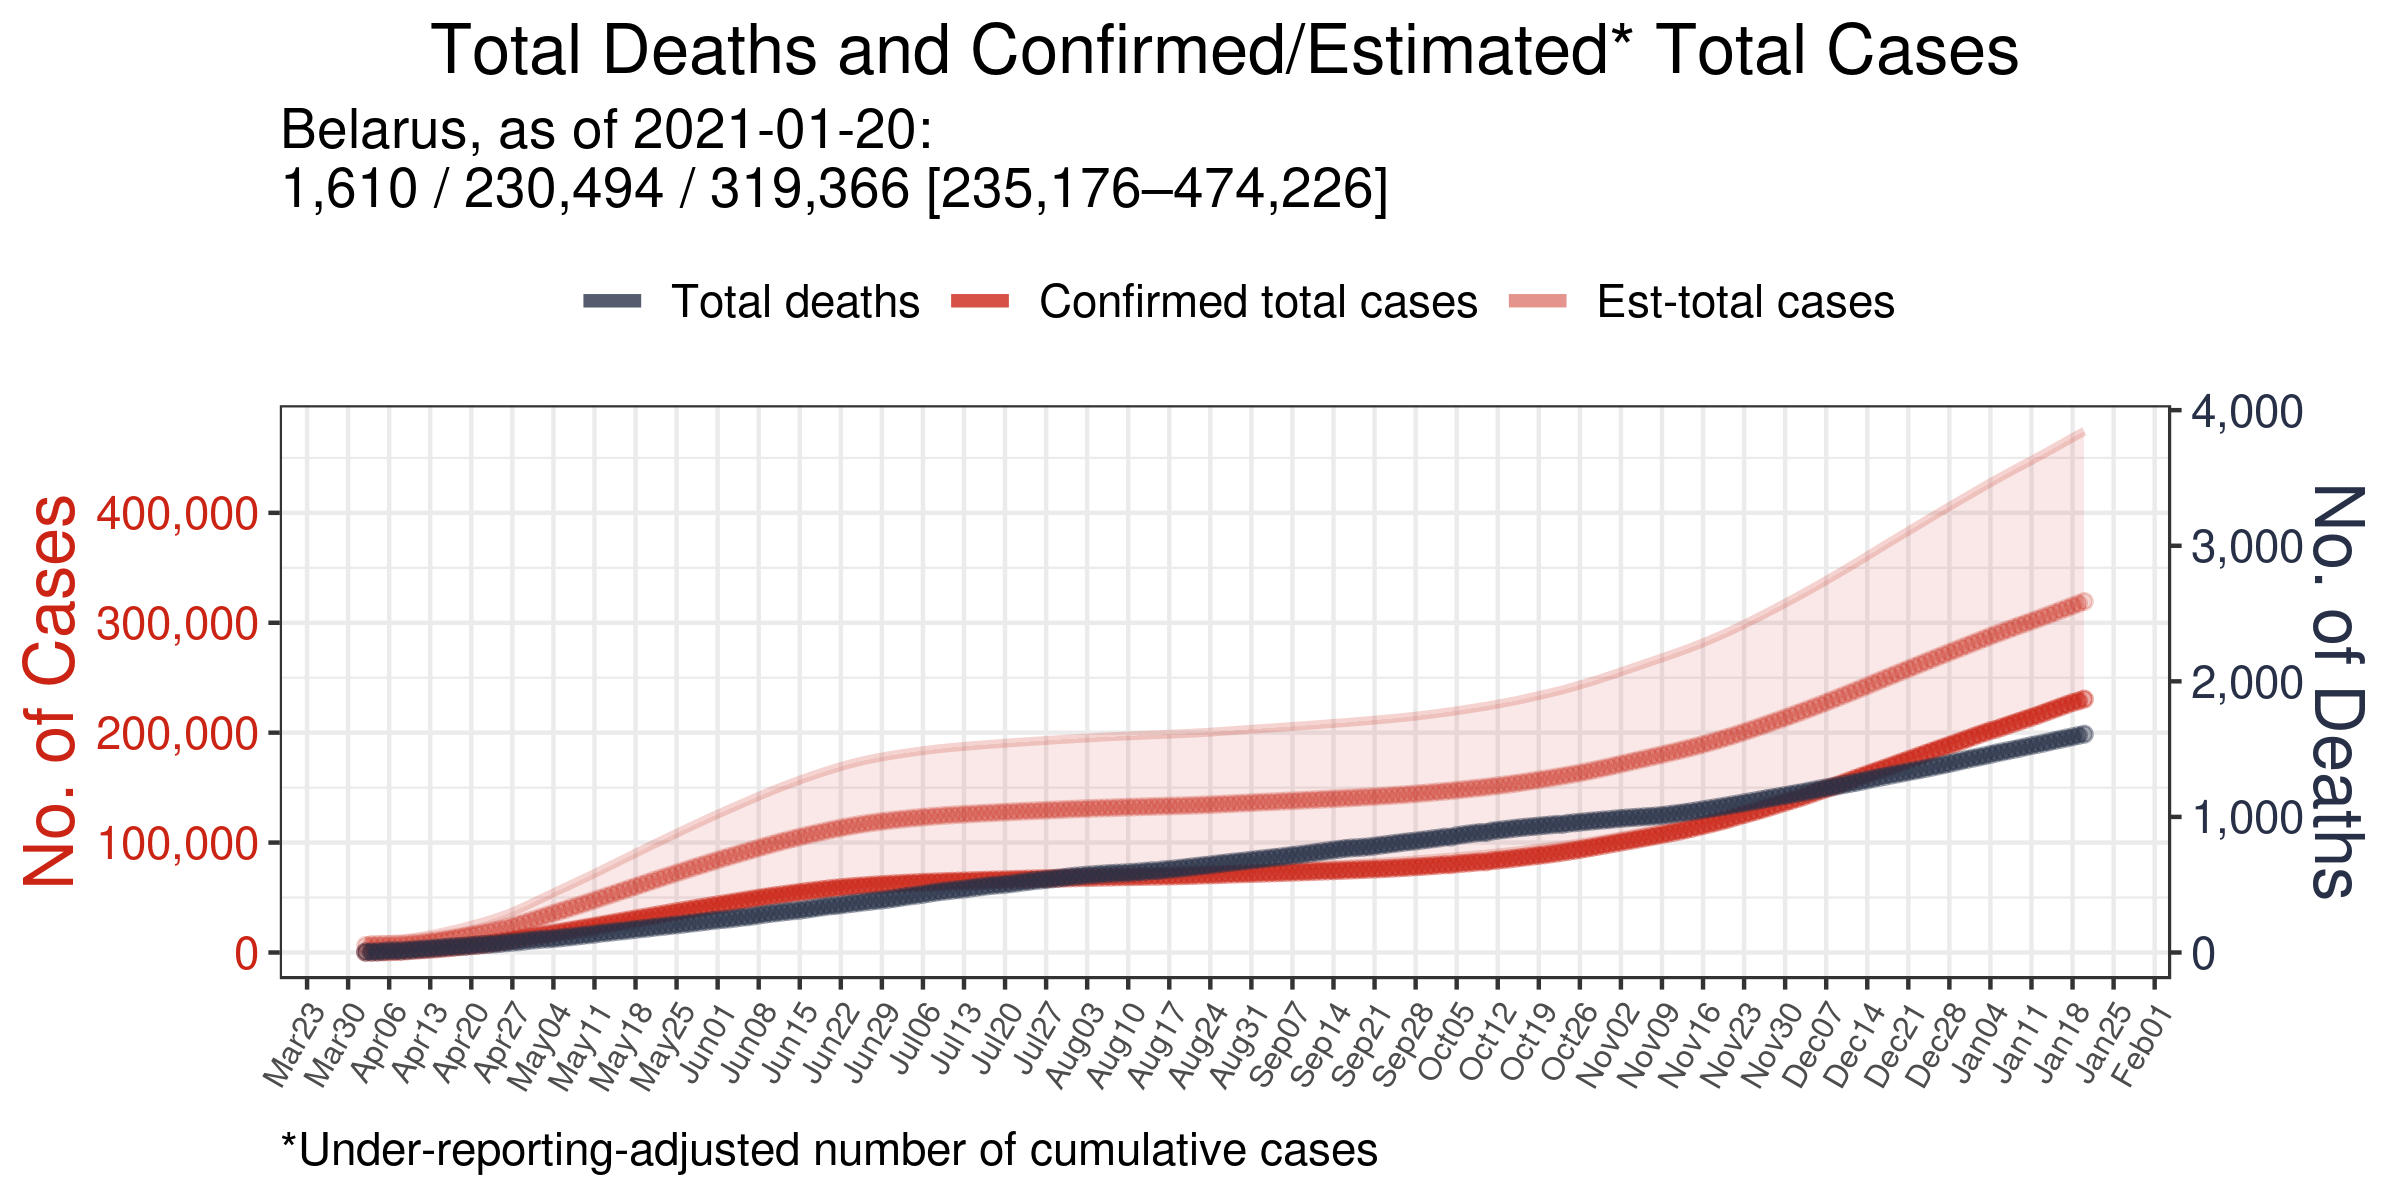 Total Deaths and Confirmed/Estimated* Total Cases
Belarus, as of 2021-01-20:
1,610 / 230,494 / 319,366 [235,176–474,226]
Total deaths
Confirmed total cases
Est-total cases
No. of Cases
400,000
300,000
200,000
100,000
0
4,000
3,000
2,000
1,000
0
No. of Deaths
Mar23
Mar30
Apr06
Apr13
Apr20
Apr27
May04
May11
May18
May25
Jun01
Jun08
Jun15
Jun22
Jun29
Jul06
Jul13
Jul20
Jul27
Aug03
Aug10
Aug17
Aug24
Aug31
Sep07
Sep14
Sep21
Sep28
Oct05
Oct12
Oct19
Oct26
Nov02
Nov09
Nov16
Nov23
Nov30
Dec07
Dec14
Dec21
Dec28
Jan04
Jan11
Jan18
Jan25
Feb01
*Under-reporting-adjusted number of cumulative cases